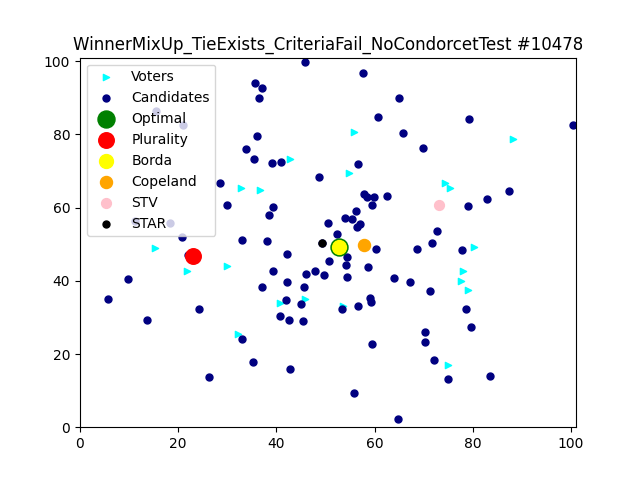 WinnerMixUp_TieExists_CriteriaFail_NoCondorcetTest #10478
Voters
Candidates
Optimal
Plurality
Borda
Copeland
STV
STAR
100
80
60
40
20
0
0 20 40 60 80 100